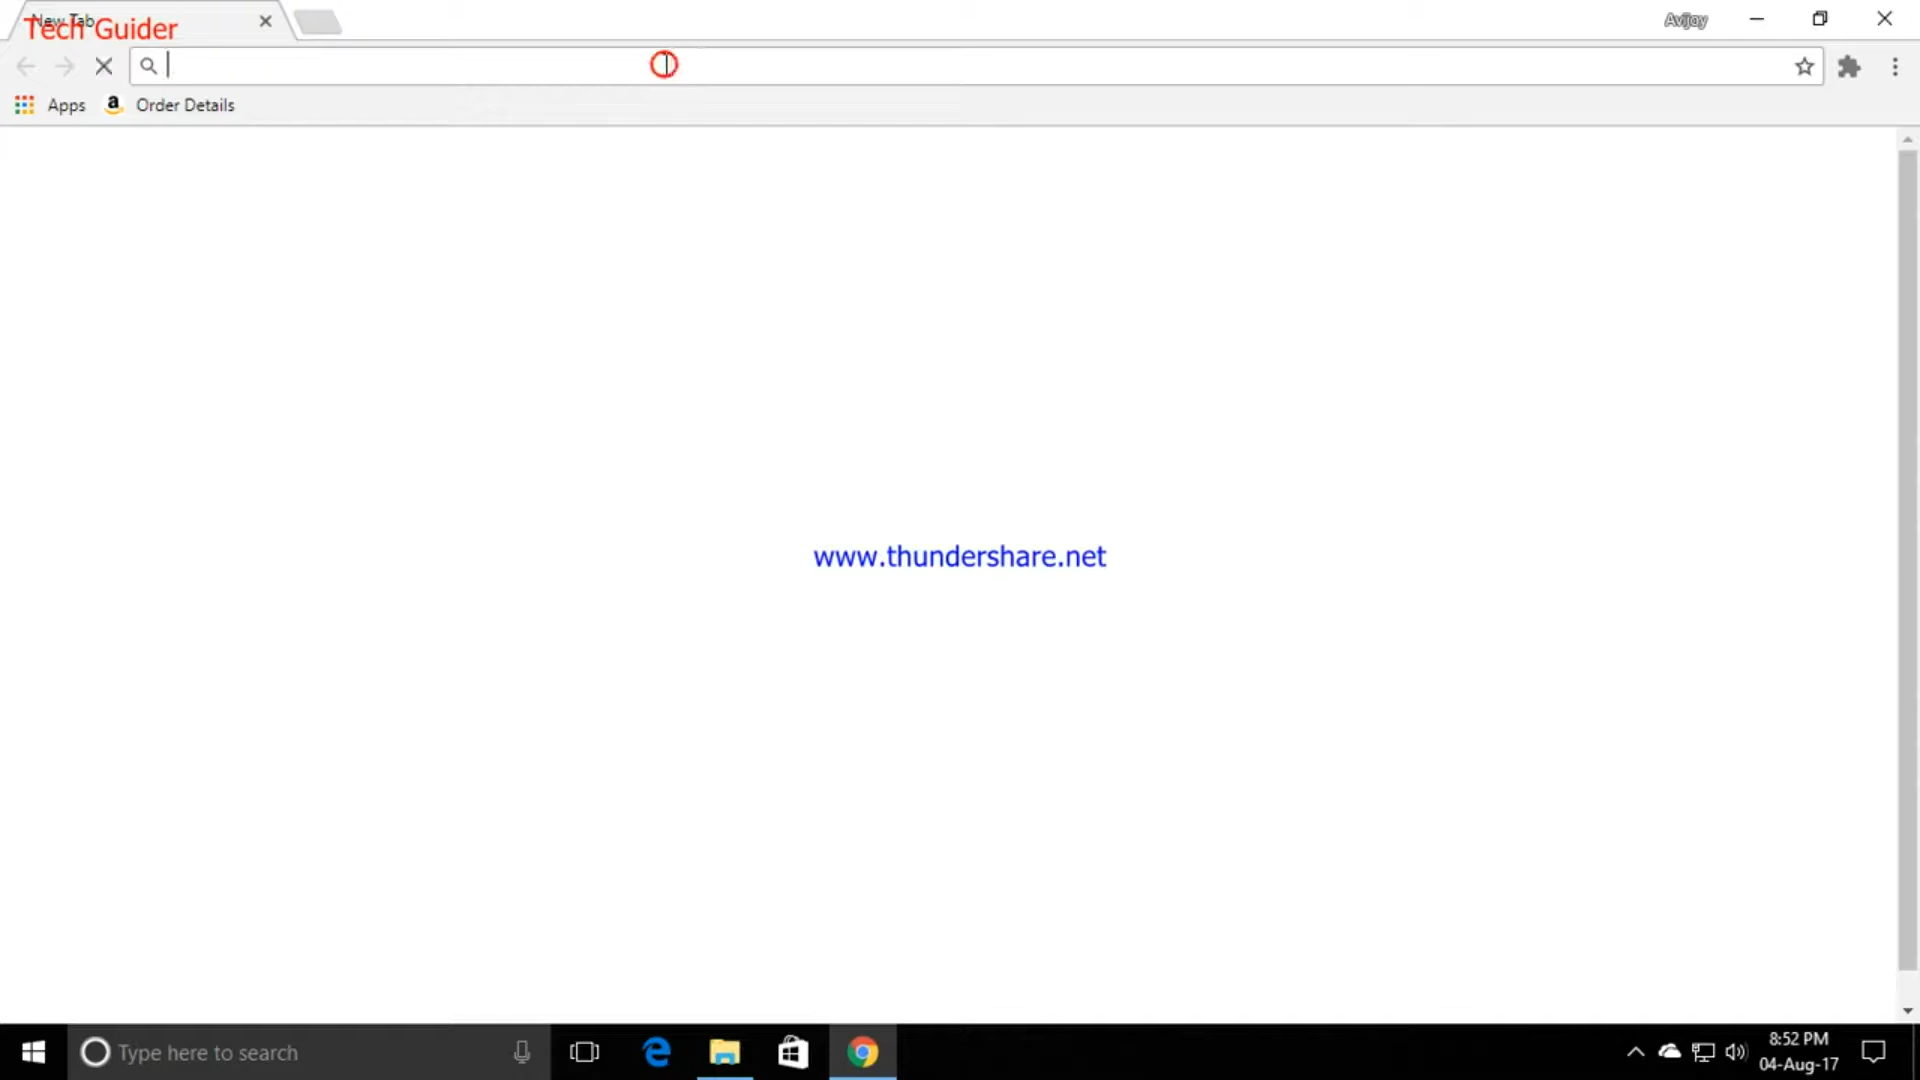 New Tab
Tech Guider
Avijay
Apps
Order Details
www.thundershare.net
Type here to search
8:52 PM
04-Aug-17